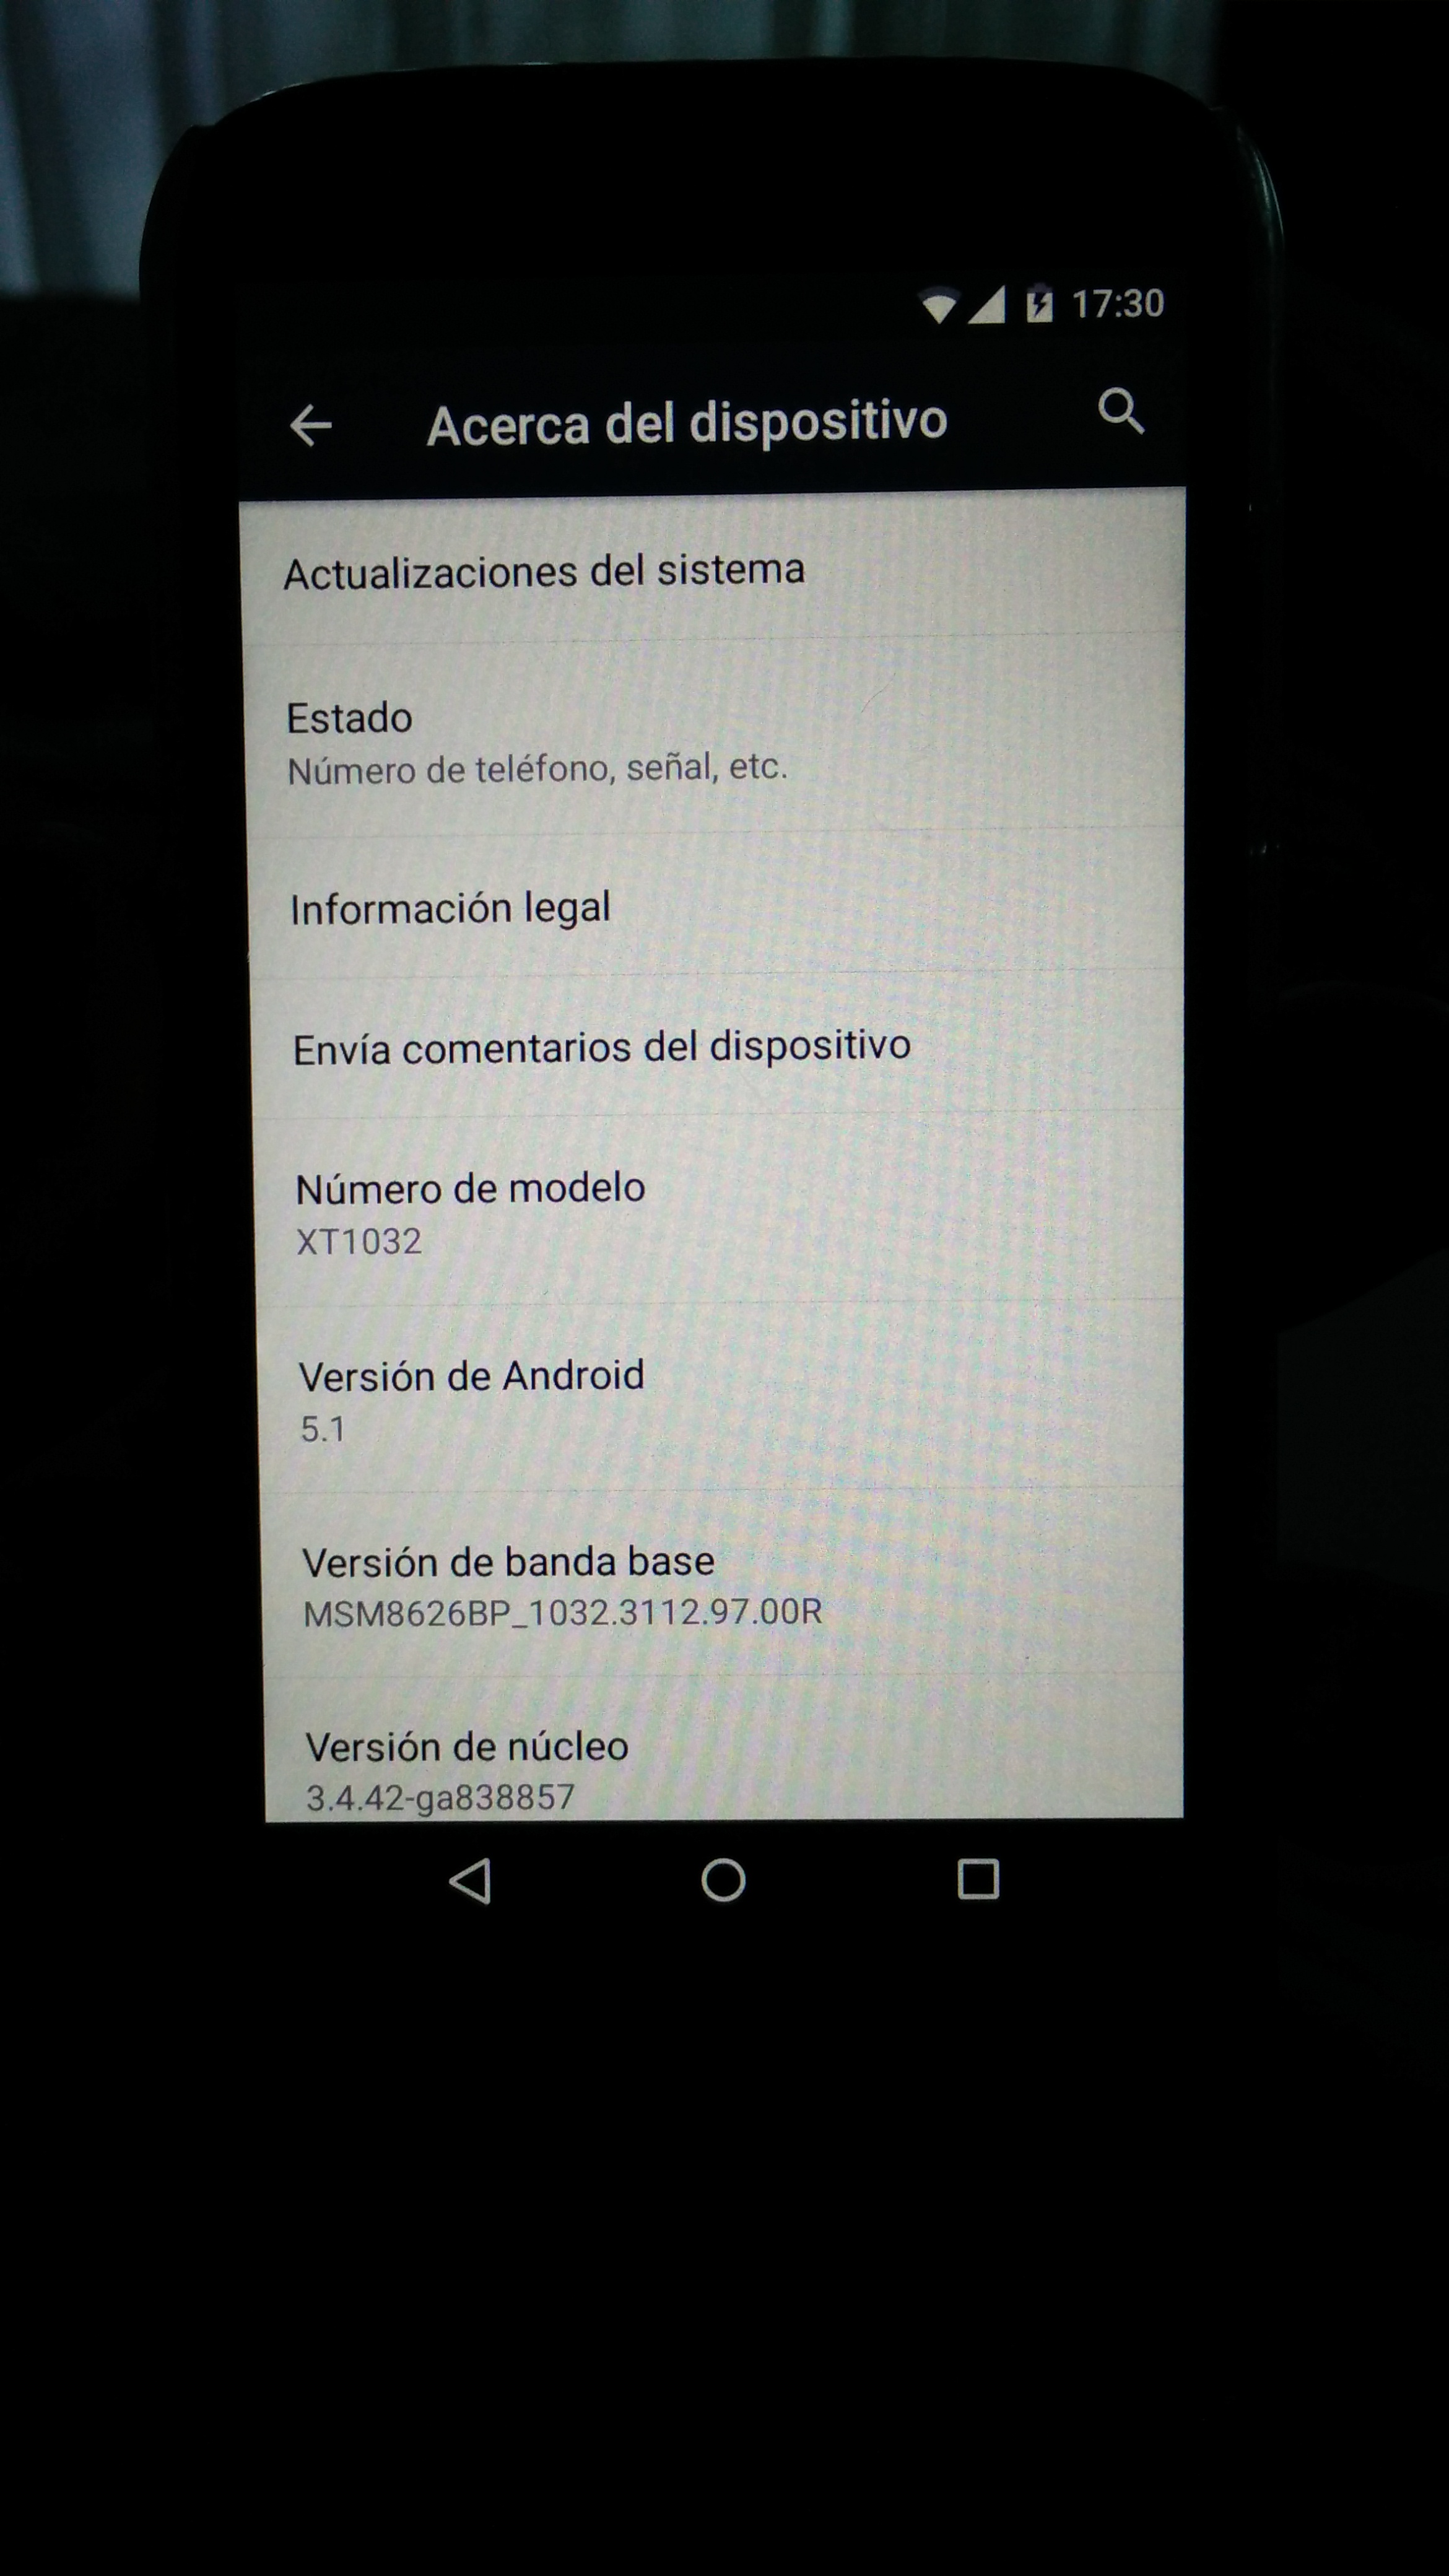 17:30
Acerca del dispositivo
Actualizaciones del sistema
Estado
Número de teléfono, señal, etc.
Información legal
Envía comentarios del dispositivo
Número de modelo
XT1032
Versión de Android
5.1
Versión de banda base
MSM8626BP_1032.3112.97.00R
Versión de núcleo
3.4.42-ga838857